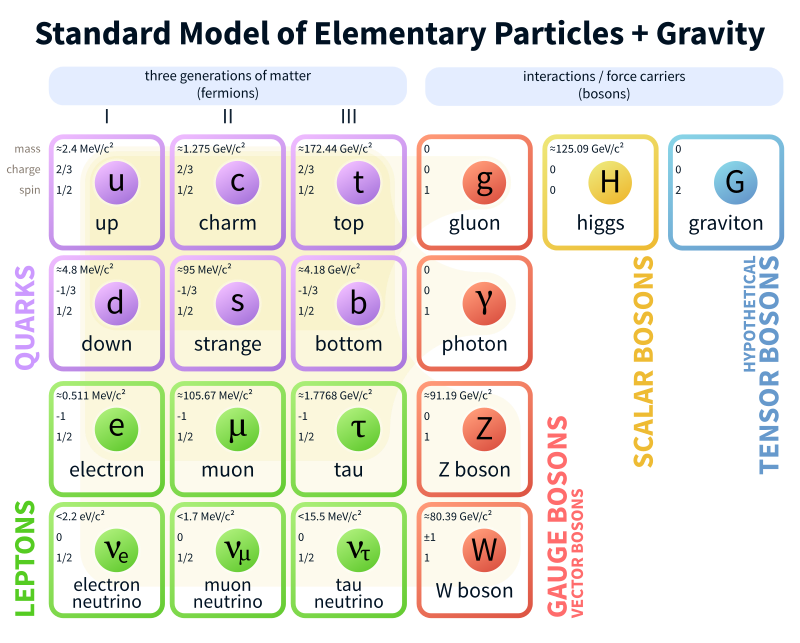 Standard Model of Elementary Particles + Gravity
three generations of matter
(fermions)
interactions / force carriers
(bosons)
I
II
III
mass
charge
spin
≈2.4 MeV/c²
2/3
1/2
u
up
≈1.275 GeV/c²
2/3
1/2
c
charm
≈172.44 GeV/c²
2/3
1/2
t
top
0
0
1
g
gluon
≈125.09 GeV/c²
0
0
H
higgs
0
0
2
G
graviton
QUARKS
≈4.8 MeV/c²
-1/3
1/2
d
down
≈95 MeV/c²
-1/3
1/2
s
strange
≈4.18 GeV/c²
-1/3
1/2
b
bottom
0
0
1
γ
photon
SCALAR BOSONS
HYPOTHETICAL
TENSOR BOSONS
LEPTONS
≈0.511 MeV/c²
-1
1/2
e
electron
≈105.67 MeV/c²
-1
1/2
μ
muon
≈1.7768 GeV/c²
-1
1/2
τ
tau
≈91.19 GeV/c²
0
1
Z
Z boson
GAUGE BOSONS
VECTOR BOSONS
<2.2 eV/c²
0
1/2
νe
electron
neutrino
<1.7 MeV/c²
0
1/2
νμ
muon
neutrino
<15.5 MeV/c²
0
1/2
ντ
tau
neutrino
≈80.39 GeV/c²
±1
1
W
W boson